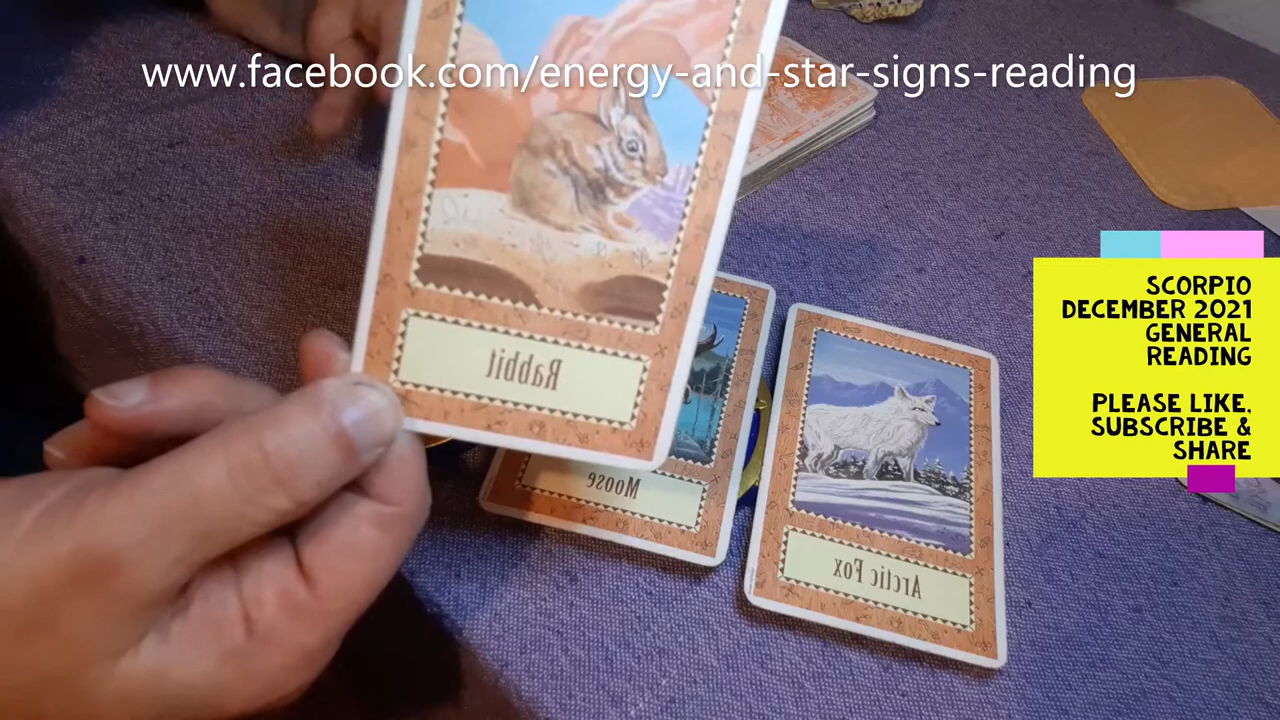 www.facebook.com/energy-and-star-signs-reading
SCORPIO
DECEMBER 2021
GENERAL
READING
PLEASE LIKE,
SUBSCRIBE &
SHARE
Rabbit
Moose
Arctic Fox